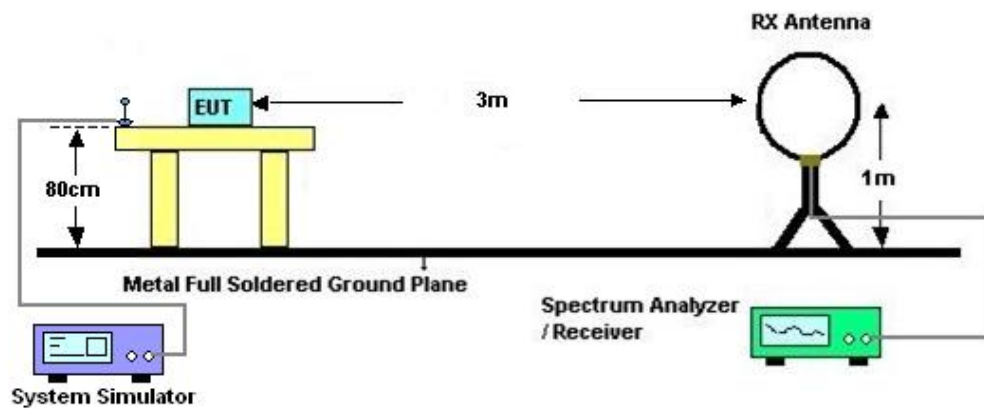 RX Antenna
EUT
3m
80cm
1m
Metal Full Soldered Ground Plane
Spectrum Analyzer
/ Receiver
System Simulator